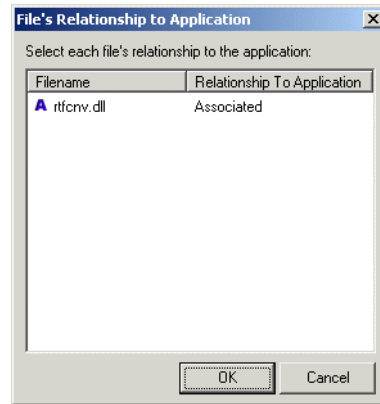 File's Relationship to Application
Select each file's relationship to the application:
Filename Relationship To Application
A rtfcnv.dll Associated
OK Cancel